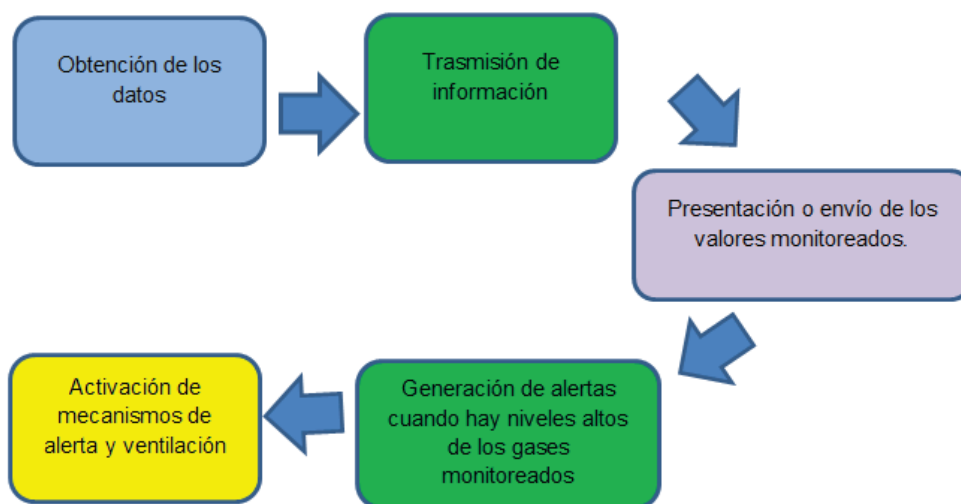 Obtención de los
datos
Trasmisión de
información
Presentación o envío de los
valores monitoreados.
Generación de alertas
cuando hay niveles altos
de los gases
monitoreados
Activación de
mecanismos de
alerta y ventilación